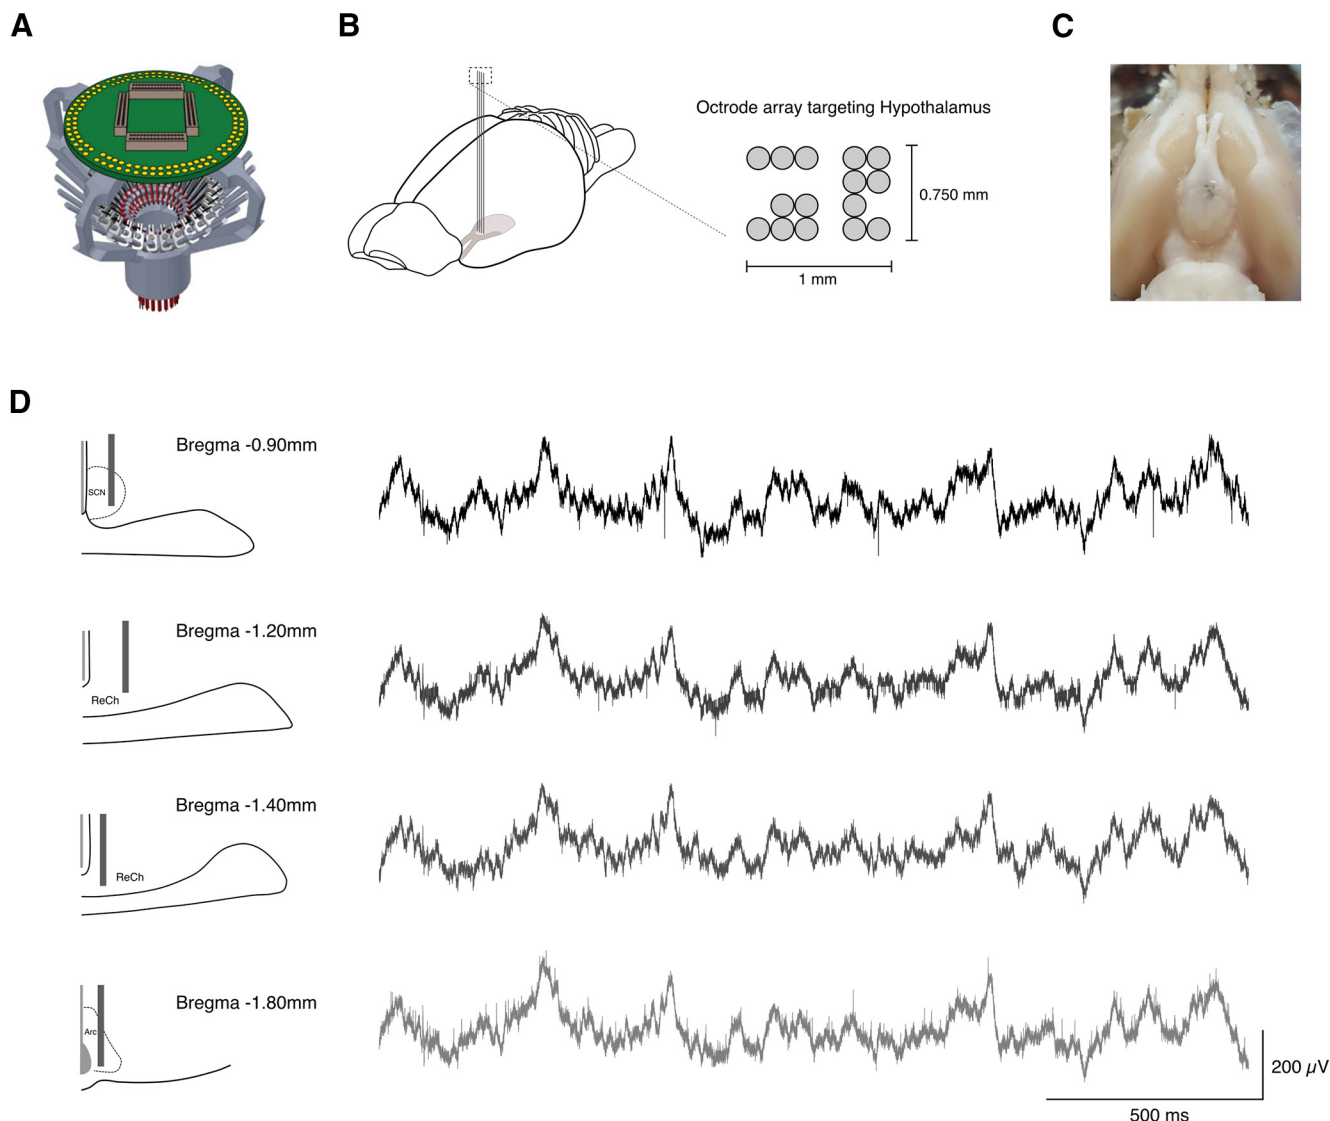 A
B
C
Octrode array targeting Hypothalamus
0.750 mm
1 mm
D
Bregma -0.90mm
SCN
Bregma -1.20mm
ReCh
Bregma -1.40mm
ReCh
Bregma -1.80mm
Arc
200 µV
500 ms